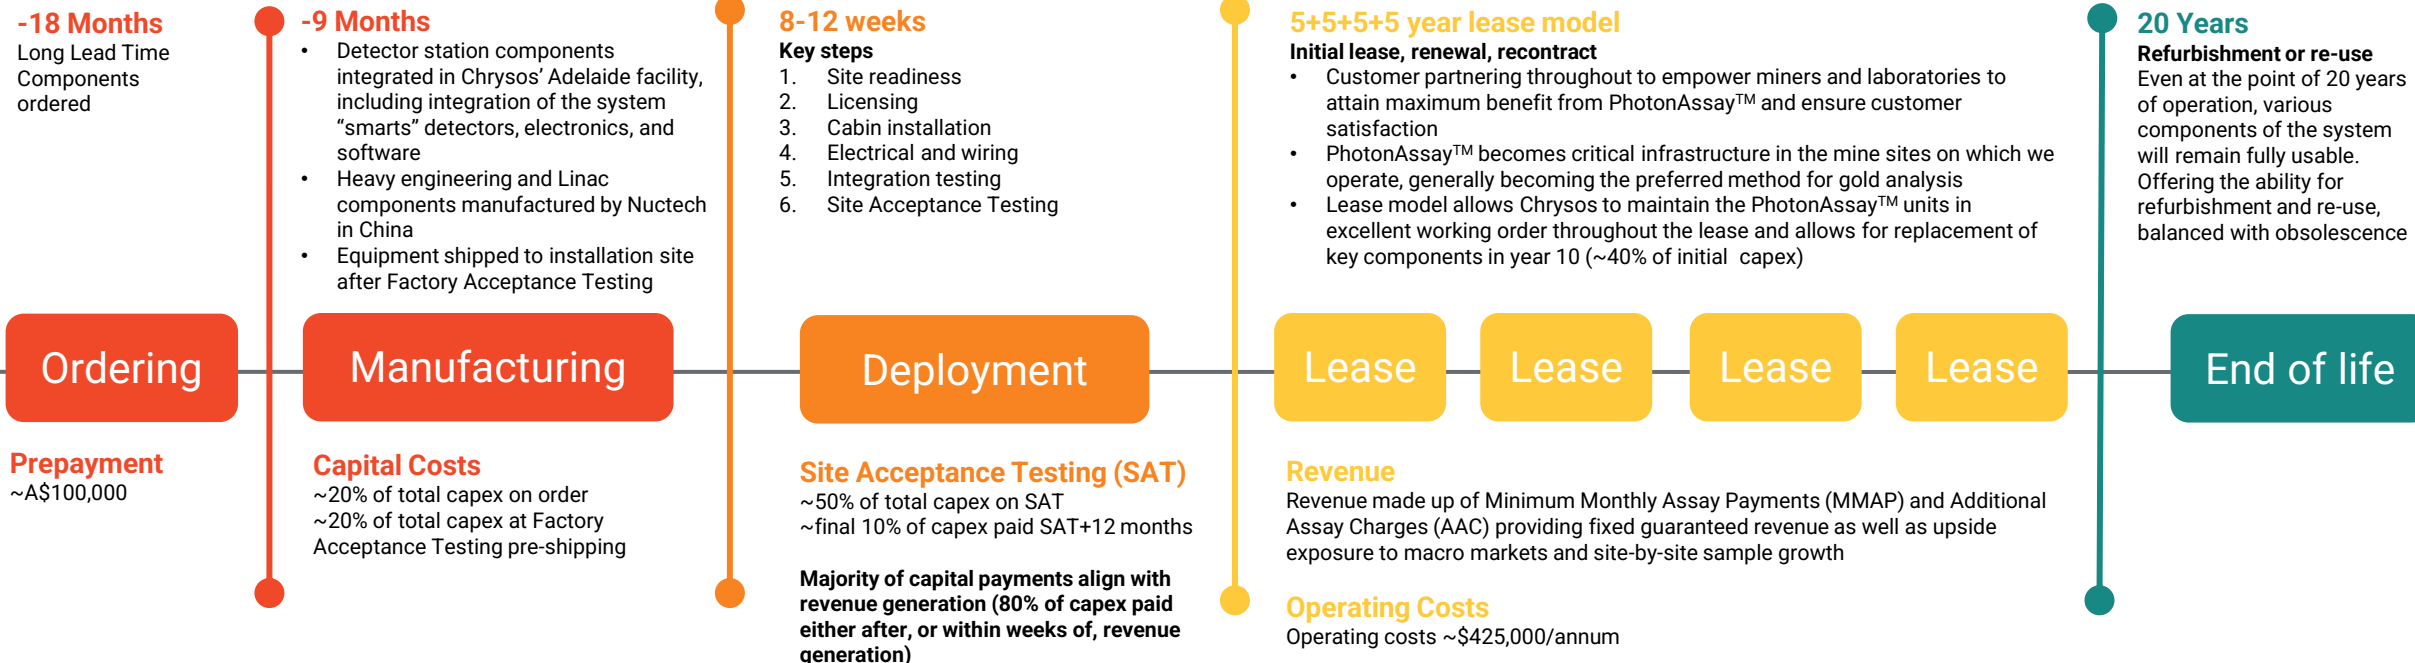 -18 Months
Long Lead Time
Components
ordered
-9 Months
• Detector station components
integrated in Chrysos’ Adelaide facility,
including integration of the system
“smarts” detectors, electronics, and
software
• Heavy engineering and Linac
components manufactured by Nuctech
in China
• Equipment shipped to installation site
after Factory Acceptance Testing
8-12 weeks
Key steps
1. Site readiness
2. Licensing
3. Cabin installation
4. Electrical and wiring
5. Integration testing
6. Site Acceptance Testing
5+5+5+5 year lease model
Initial lease, renewal, recontract
• Customer partnering throughout to empower miners and laboratories to
attain maximum benefit from PhotonAssay™ and ensure customer
satisfaction
• PhotonAssay™ becomes critical infrastructure in the mine sites on which we
operate, generally becoming the preferred method for gold analysis
• Lease model allows Chrysos to maintain the PhotonAssay™ units in
excellent working order throughout the lease and allows for replacement of
key components in year 10 (~40% of initial capex)
20 Years
Refurbishment or re-use
Even at the point of 20 years
of operation, various
components of the system
will remain fully usable.
Offering the ability for
refurbishment and re-use,
balanced with obsolescence
Ordering
Manufacturing
Deployment
Lease
Lease
Lease
Lease
End of life
Prepayment
~A$100,000
Capital Costs
~20% of total capex on order
~20% of total capex at Factory
Acceptance Testing pre-shipping
Site Acceptance Testing (SAT)
~50% of total capex on SAT
~final 10% of capex paid SAT+12 months
Majority of capital payments align with
revenue generation (80% of capex paid
either after, or within weeks of, revenue
generation)
Revenue
Revenue made up of Minimum Monthly Assay Payments (MMAP) and Additional
Assay Charges (AAC) providing fixed guaranteed revenue as well as upside
exposure to macro markets and site-by-site sample growth
Operating Costs
Operating costs ~$425,000/annum